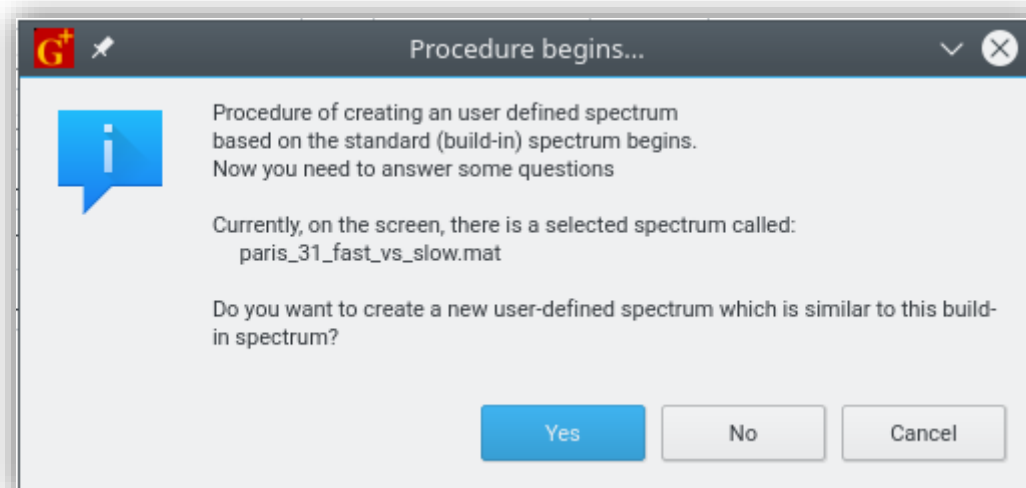 G+
Procedure begins...
i
Procedure of creating an user defined spectrum
based on the standard (build-in) spectrum begins.
Now you need to answer some questions
Currently, on the screen, there is a selected spectrum called:
paris_31_fast_vs_slow.mat
Do you want to create a new user-defined spectrum which is similar to this build-
in spectrum?
Yes No Cancel